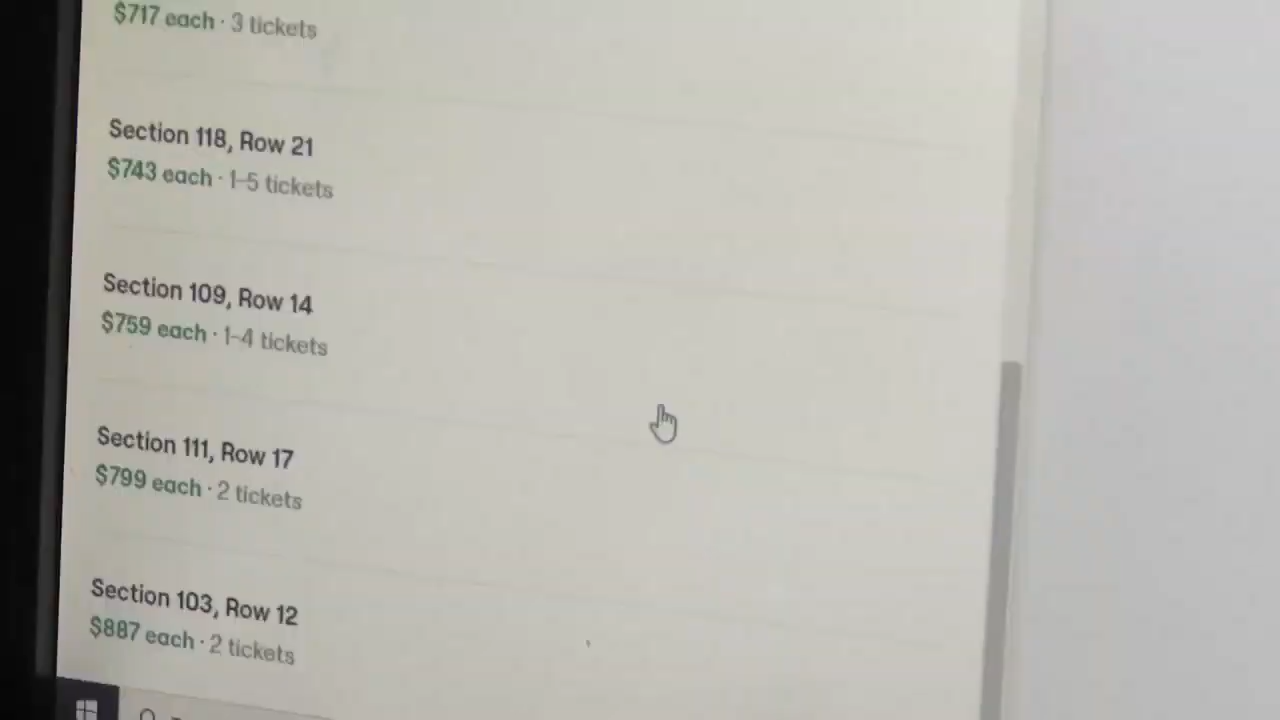 $717 each · 3 tickets
Section 118, Row 21
$743 each · 1–5 tickets
Section 109, Row 14
$759 each · 1–4 tickets
Section 111, Row 17
$799 each · 2 tickets
Section 103, Row 12
$887 each · 2 tickets